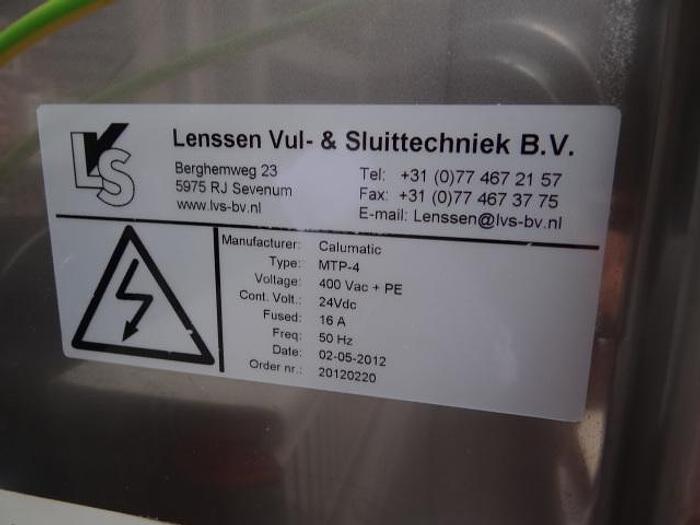 LVS
Lenssen Vul- & Sluittechniek B.V.
Berghemweg 23
5975 RJ Sevenum
www.lvs-bv.nl
Tel: +31 (0)77 467 21 57
Fax: +31 (0)77 467 37 75
E-mail: Lenssen@lvs-bv.nl
Manufacturer: Calumatic
Type: MTP-4
Voltage: 400 Vac + PE
Cont. Volt.: 24Vdc
Fused: 16 A
Freq: 50 Hz
Date: 02-05-2012
Order nr.: 20120220